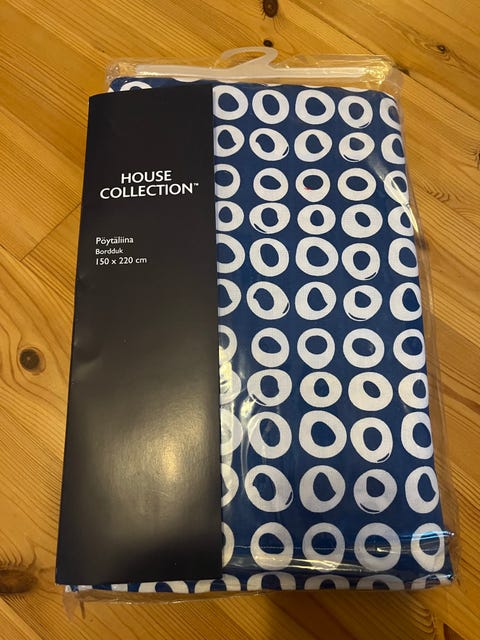 HOUSE
COLLECTION™
Pöytäliina
Bordduk
150 x 220 cm